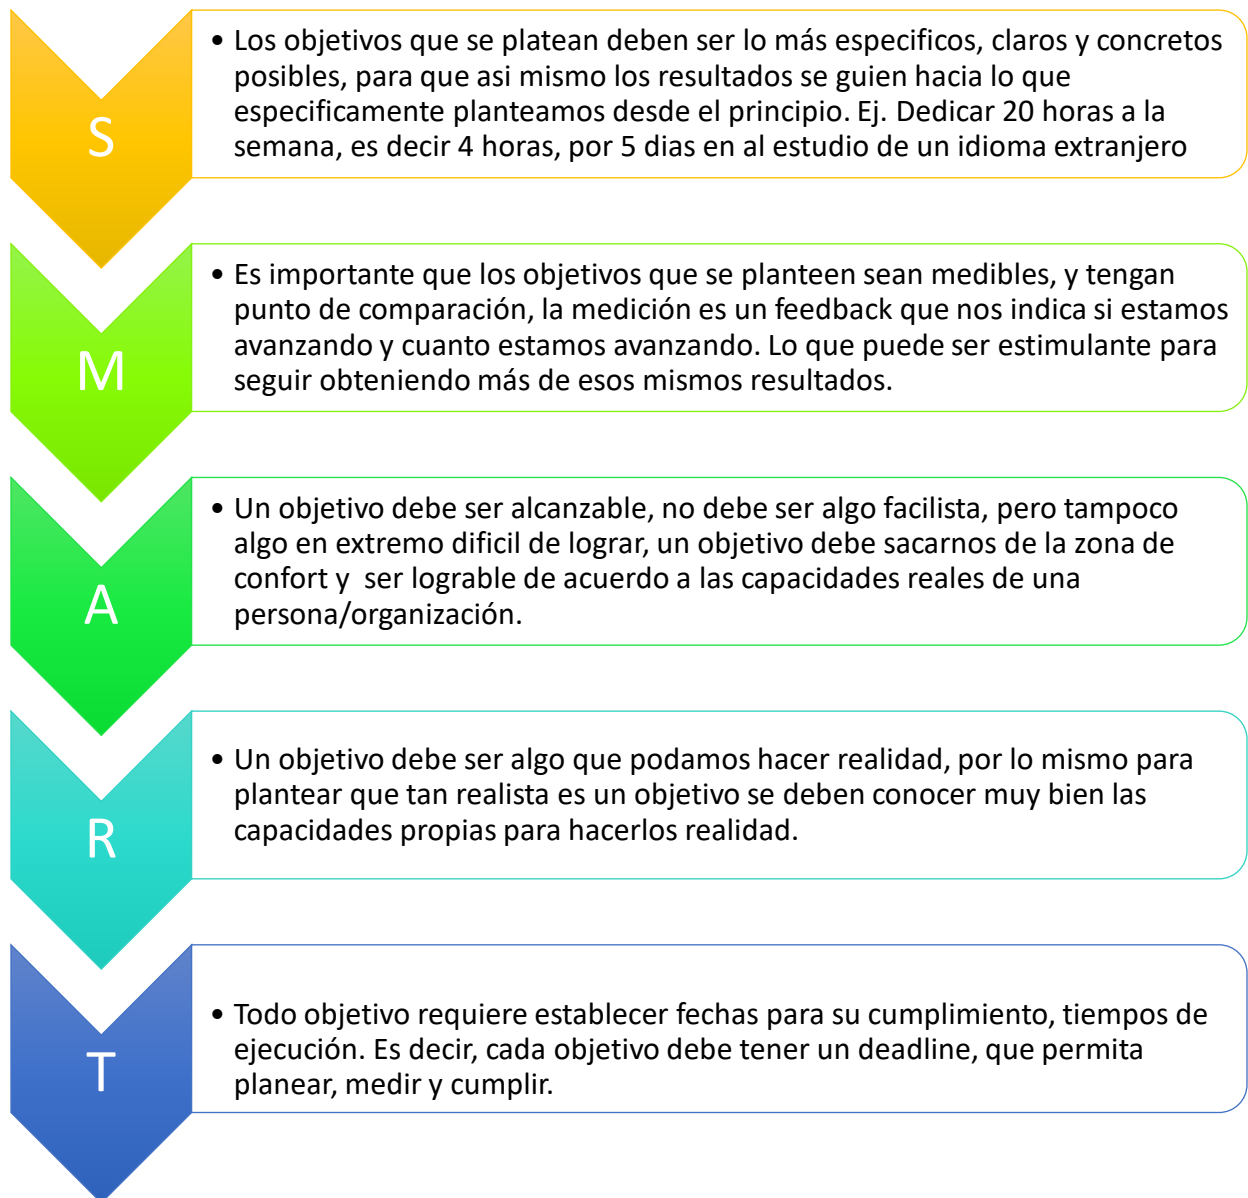 S
• Los objetivos que se platean deben ser lo más especificos, claros y concretos
posibles, para que asi mismo los resultados se guien hacia lo que
especificamente planteamos desde el principio. Ej. Dedicar 20 horas a la
semana, es decir 4 horas, por 5 dias en al estudio de un idioma extranjero
M
• Es importante que los objetivos que se planteen sean medibles, y tengan
punto de comparación, la medición es un feedback que nos indica si estamos
avanzando y cuanto estamos avanzando. Lo que puede ser estimulante para
seguir obteniendo más de esos mismos resultados.
A
• Un objetivo debe ser alcanzable, no debe ser algo facilista, pero tampoco
algo en extremo dificil de lograr, un objetivo debe sacarnos de la zona de
confort y  ser lograble de acuerdo a las capacidades reales de una
persona/organización.
R
• Un objetivo debe ser algo que podamos hacer realidad, por lo mismo para
plantear que tan realista es un objetivo se deben conocer muy bien las
capacidades propias para hacerlos realidad.
T
• Todo objetivo requiere establecer fechas para su cumplimiento, tiempos de
ejecución. Es decir, cada objetivo debe tener un deadline, que permita
planear, medir y cumplir.